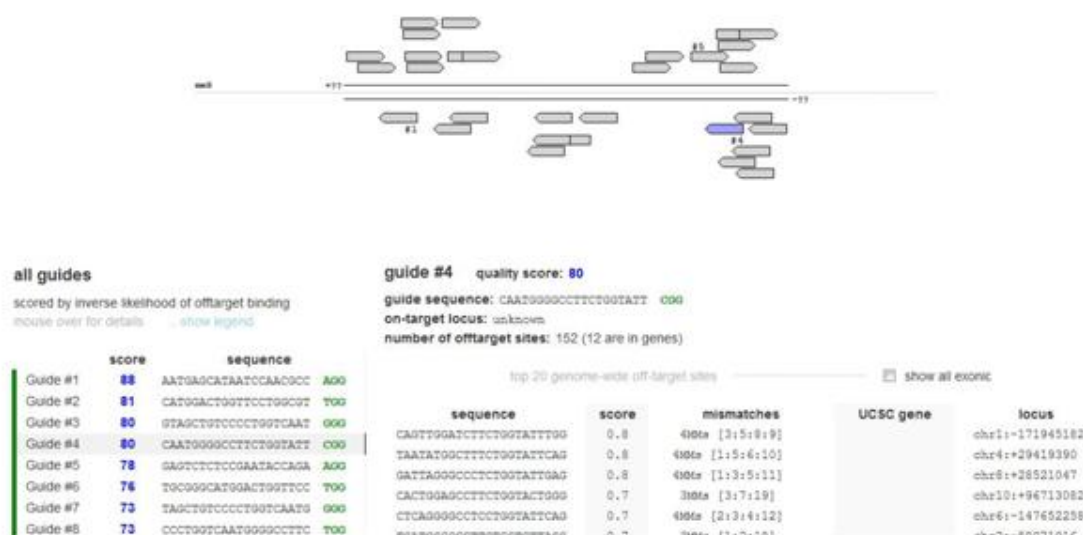 #5
+??
-??
#1
#4
all guides
scored by inverse likelihood of offtarget binding
mouse over for details ... show legend
score sequence
Guide #1 88 AATGAGCATAATCCAACGCC AGG
Guide #2 81 CATGGACTGGTTCCTGGCGT TGG
Guide #3 80 GTAGCTGTCCCCTGGTCAAT GGG
Guide #4 80 CAATGGGGCCTTCTGGTATT CGG
Guide #5 78 GAGTCTCTCCGAATACCAGA AGG
Guide #6 76 TGCGGGCATGGACTGGTTCC TGG
Guide #7 73 TAGCTGTCCCCTGGTCAATG GGG
Guide #8 73 CCCTGGTCAATGGGGCCTTC TGG
guide #4 quality score: 80
guide sequence: CAATGGGGCCTTCTGGTATT CGG
on-target locus: unknown
number of offtarget sites: 152 (12 are in genes)
top 20 genome-wide off-target sites show all exonic
sequence score mismatches UCSC gene locus
CAGTTGGATCTTCTGGTATTTGG 0.8 4MMs [3:5:8:9] chr1:-171945182
TAATATGGCTTTCTGGTATTCAG 0.8 4MMs [1:5:6:10] chr4:+29419390
GATTAGGGCCTCTGGTATTGAG 0.8 4MMs [1:3:5:11] chr8:+28521047
CACTGGAGCCTTCTGGTACTGGG 0.7 3MMs [3:7:19] chr10:+96713082
CTCAGGGGCCTCCTGGTATTCAG 0.7 4MMs [2:3:4:12] chr6:-147652258